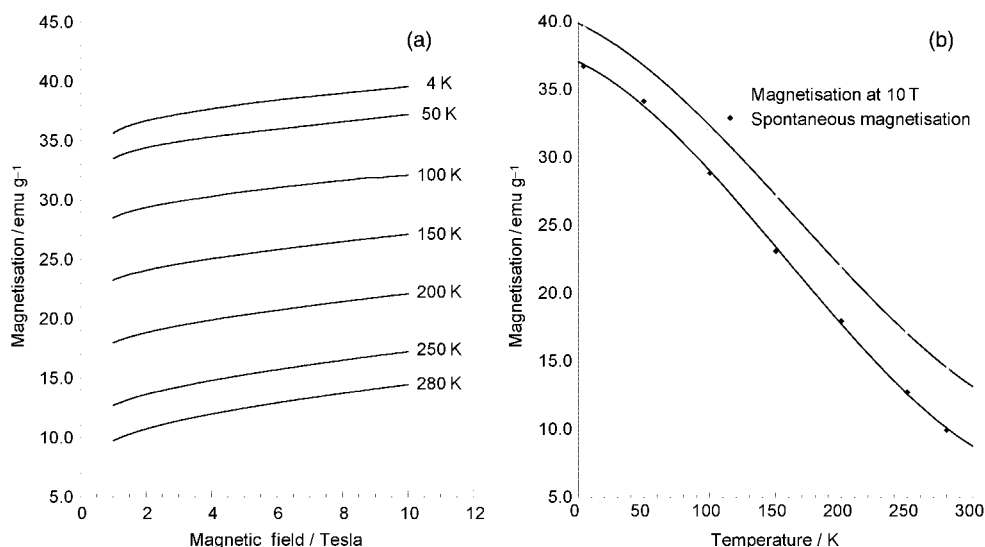 (a)
45.0
40.0
35.0
30.0
25.0
20.0
15.0
10.0
5.0
Magnetisation / emu g⁻¹
4 K
50 K
100 K
150 K
200 K
250 K
280 K
0 2 4 6 8 10 12
Magnetic field / Tesla
(b)
40.0
35.0
30.0
25.0
20.0
15.0
10.0
5.0
Magnetisation / emu g⁻¹
Magnetisation at 10 T
Spontaneous magnetisation
0 50 100 150 200 250 300
Temperature / K